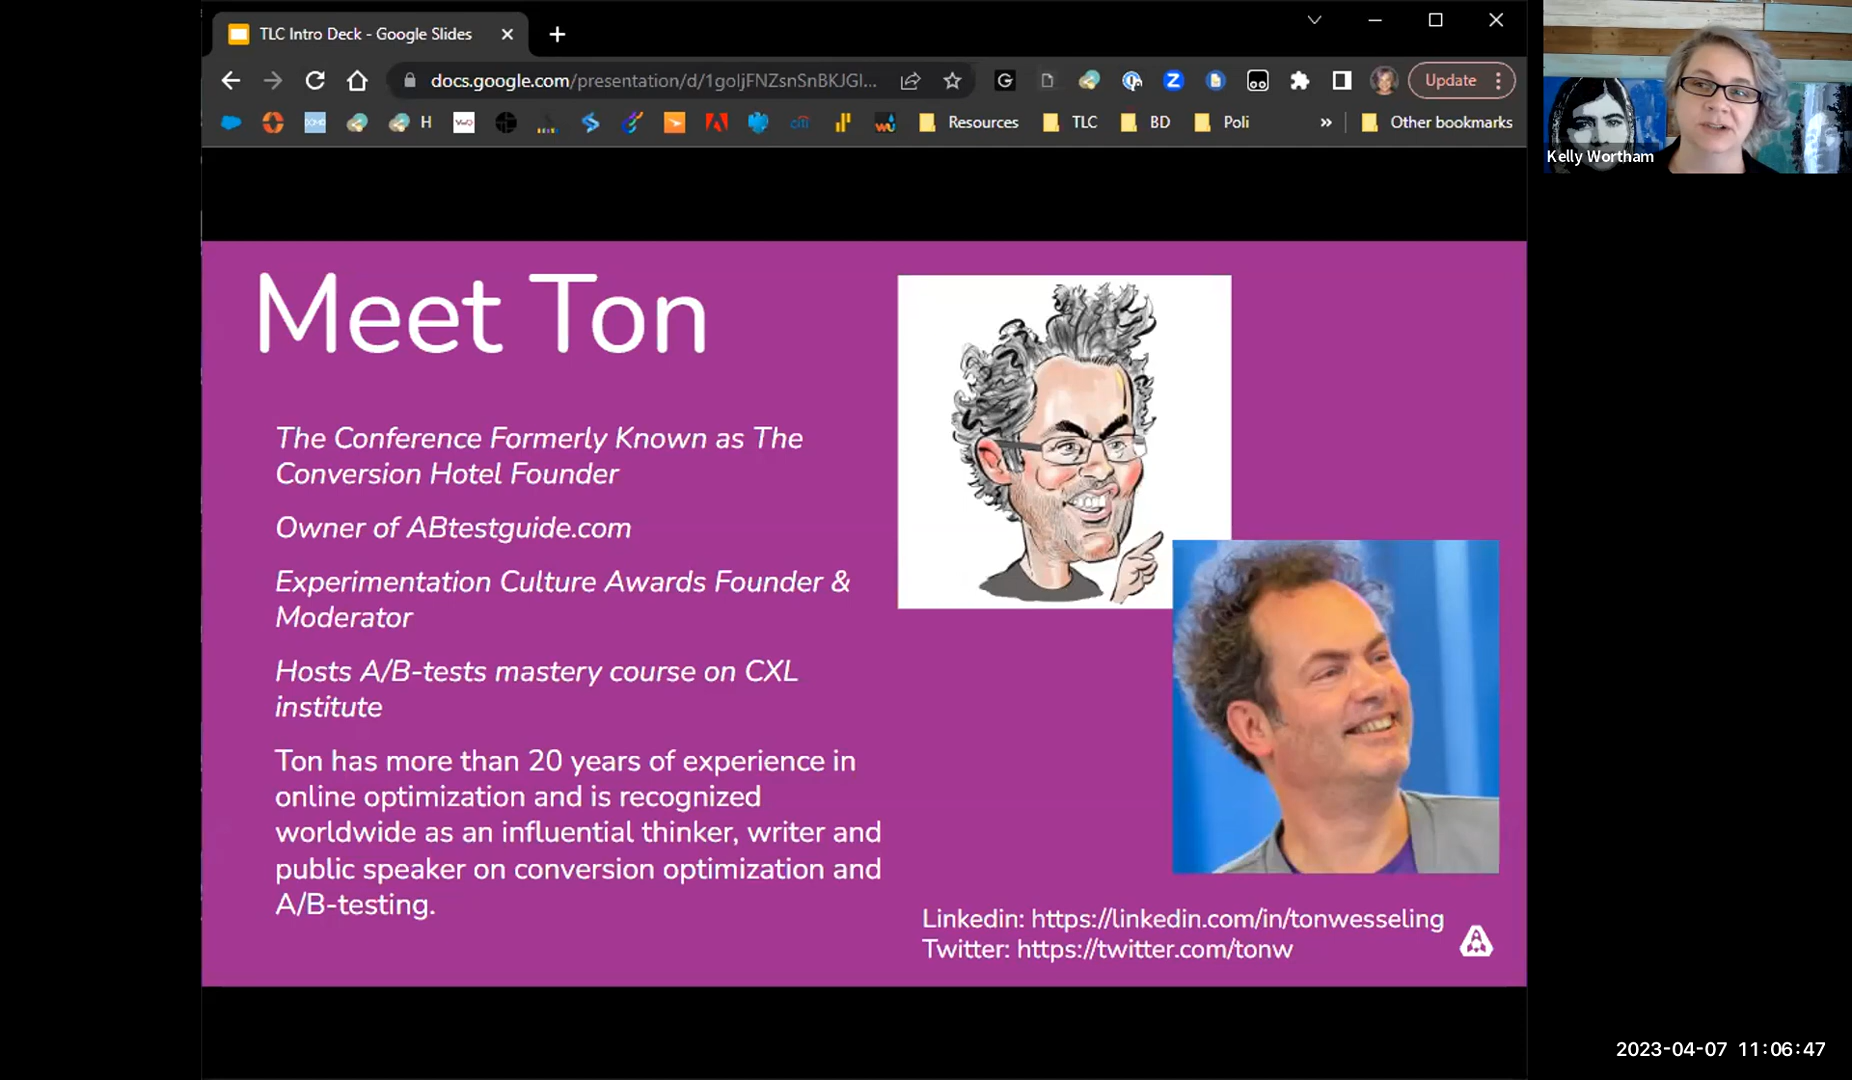 TLC Intro Deck - Google Slides
docs.google.com/presentation/d/1goljFNZsnSnBKJGl...
Update
H
Resources
TLC
BD
Poli
Other bookmarks
Kelly Wortham
Meet Ton
The Conference Formerly Known as The
Conversion Hotel Founder
Owner of ABtestguide.com
Experimentation Culture Awards Founder &
Moderator
Hosts A/B-tests mastery course on CXL
institute
Ton has more than 20 years of experience in
online optimization and is recognized
worldwide as an influential thinker, writer and
public speaker on conversion optimization and
A/B-testing.
Linkedin: https://linkedin.com/in/tonwesseling
Twitter: https://twitter.com/tonw
2023-04-07 11:06:47